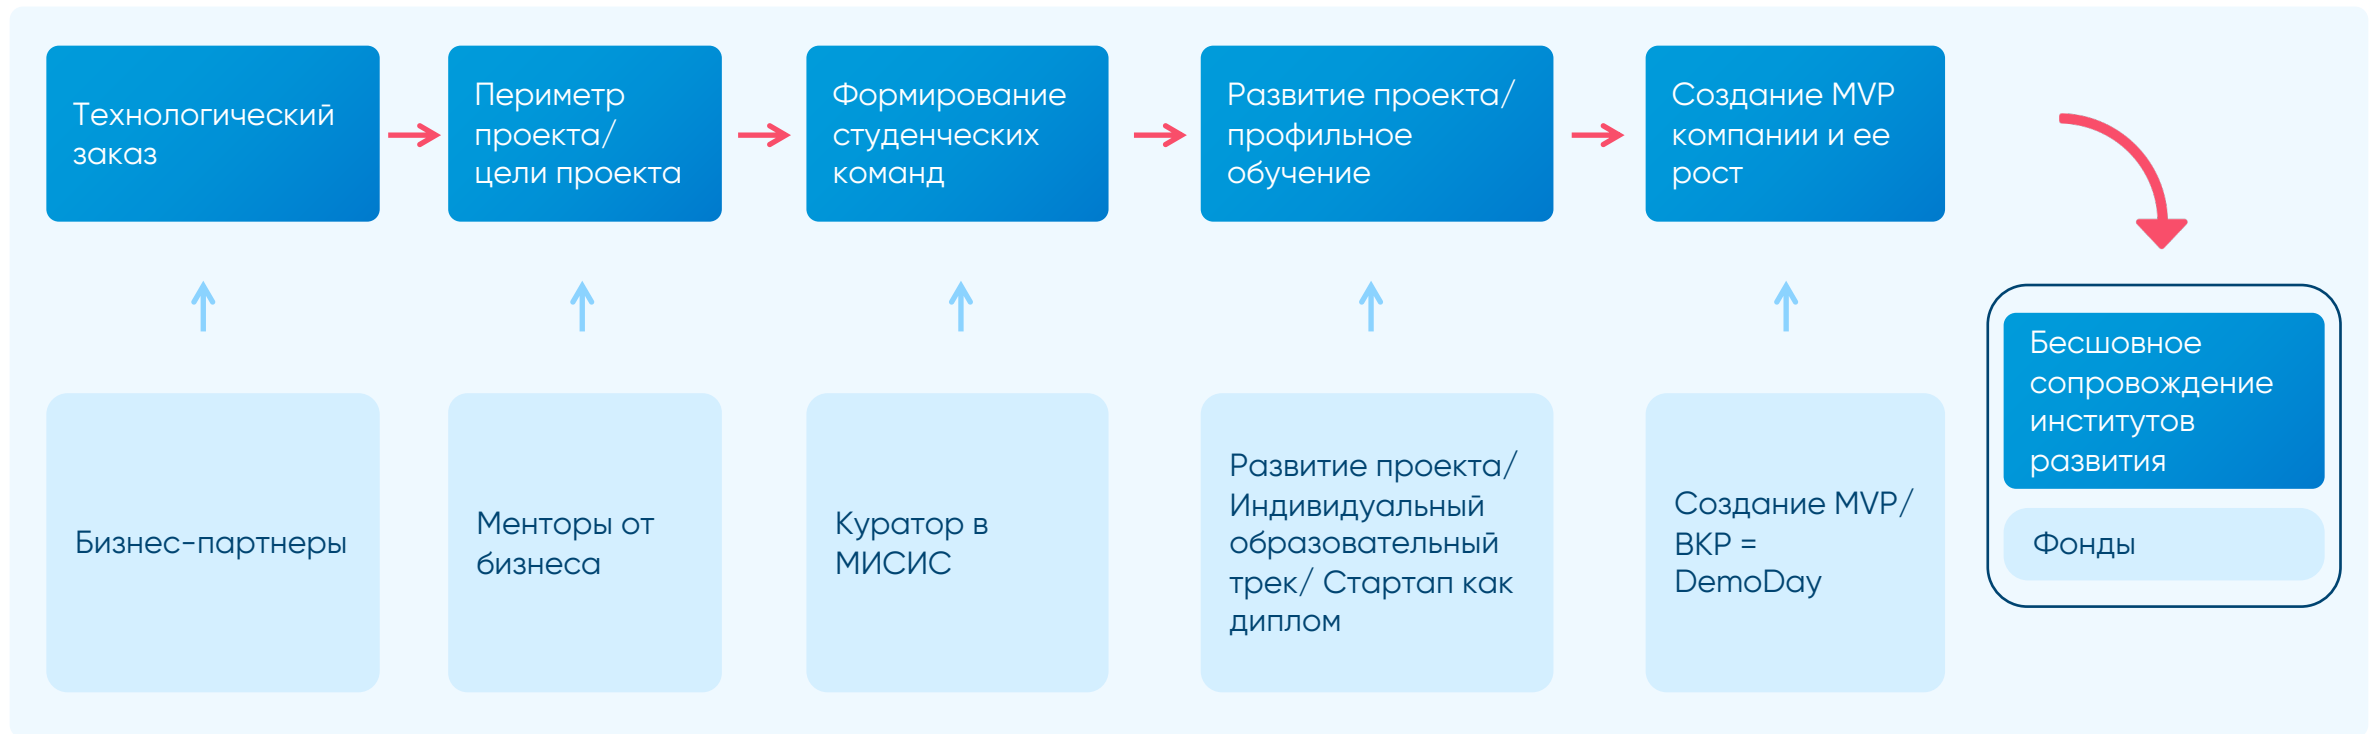 Технологический
заказ
Периметр
проекта/
цели проекта
Формирование
студенческих
команд
Развитие проекта/
профильное
обучение
Создание MVP
компании и ее
рост
Бесшовное
сопровождение
институтов
развития
Фонды
Бизнес-партнеры
Менторы от
бизнеса
Куратор в
МИСИС
Развитие проекта/
Индивидуальный
образовательный
трек/ Стартап как
диплом
Создание MVP/
ВКР =
DemoDay